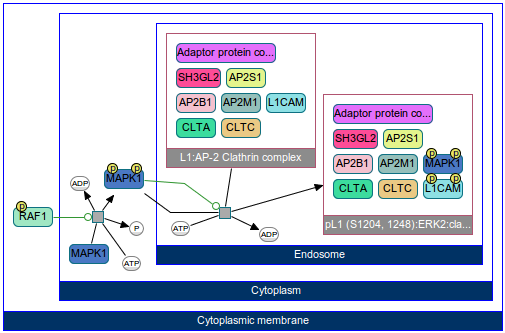 Adaptor protein co...
SH3GL2 AP2S1
AP2B1 AP2M1 L1CAM
CLTA CLTC
L1:AP-2 Clathrin complex
Adaptor protein co...
SH3GL2 AP2S1
p p
AP2B1 AP2M1 MAPK1
p p
CLTA CLTC L1CAM
pL1 (S1204, 1248):ERK2:cla...
p p
MAPK1
ADP
p
RAF1
P
ATP
ADP
MAPK1
ATP
Endosome
Cytoplasm
Cytoplasmic membrane